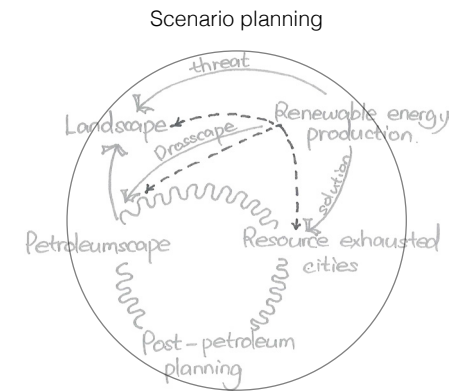 Scenario planning
threat
Landscape
Renewable energy
production.
Drosscape
solution
Petroleumscape
Resource exhausted
cities
Post-petroleum
planning